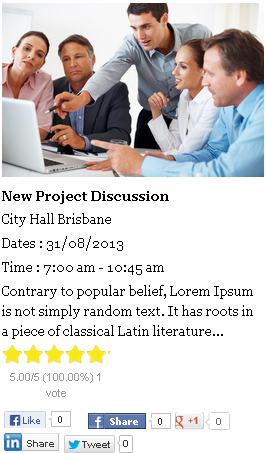 New Project Discussion
City Hall Brisbane
Dates : 31/08/2013
Time : 7:00 am - 10:45 am
Contrary to popular belief, Lorem Ipsum
is not simply random text. It has roots in
a piece of classical Latin literature...
5.00/5 (100.00%) 1
vote
Like 0 Share 0 +1 0
in Share Tweet 0